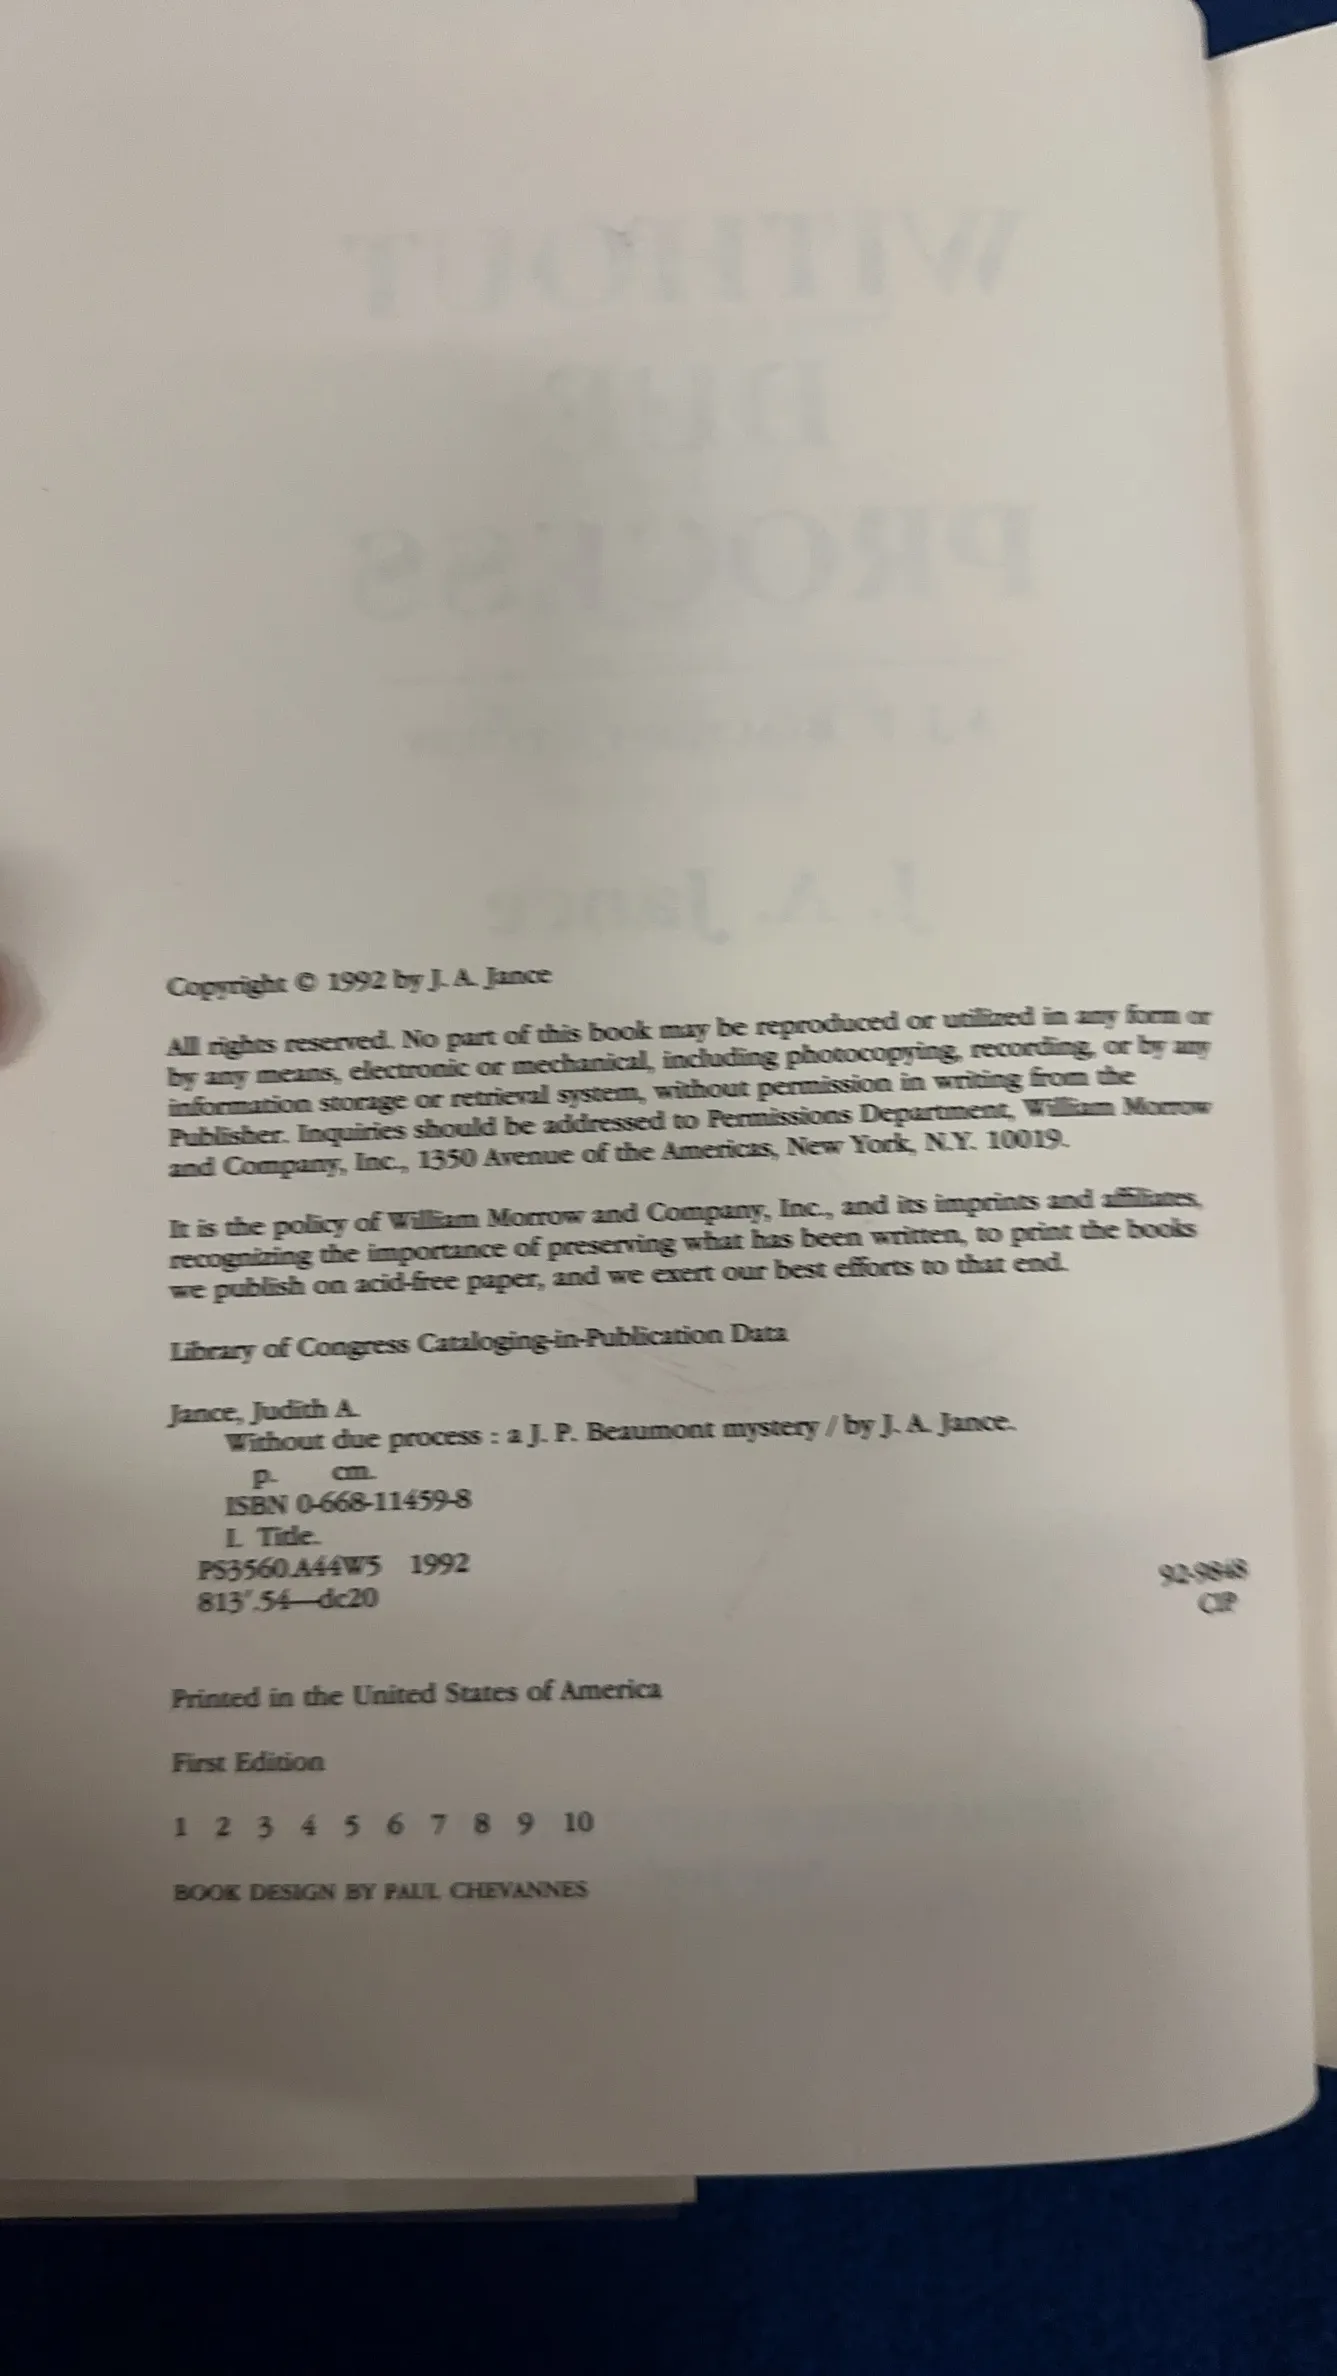 WITHOUT
DUE
PROCESS
J. A. Jance
Copyright © 1992 by J. A. Jance
All rights reserved. No part of this book may be reproduced or utilized in any form or
by any means, electronic or mechanical, including photocopying, recording, or by any
information storage or retrieval system, without permission in writing from the
Publisher. Inquiries should be addressed to Permissions Department, William Morrow
and Company, Inc., 1350 Avenue of the Americas, New York, N.Y. 10019.
It is the policy of William Morrow and Company, Inc., and its imprints and affiliates,
recognizing the importance of preserving what has been written, to print the books
we publish on acid-free paper, and we exert our best efforts to that end.
Library of Congress Cataloging-in-Publication Data
Jance, Judith A.
Without due process : a J. P. Beaumont mystery / by J. A. Jance.
p. cm.
ISBN 0-668-11459-8
I. Title.
PS3560.A44W5 1992
813'.54—dc20
92-9848
CIP
Printed in the United States of America
First Edition
1 2 3 4 5 6 7 8 9 10
BOOK DESIGN BY PAUL CHEVANNES